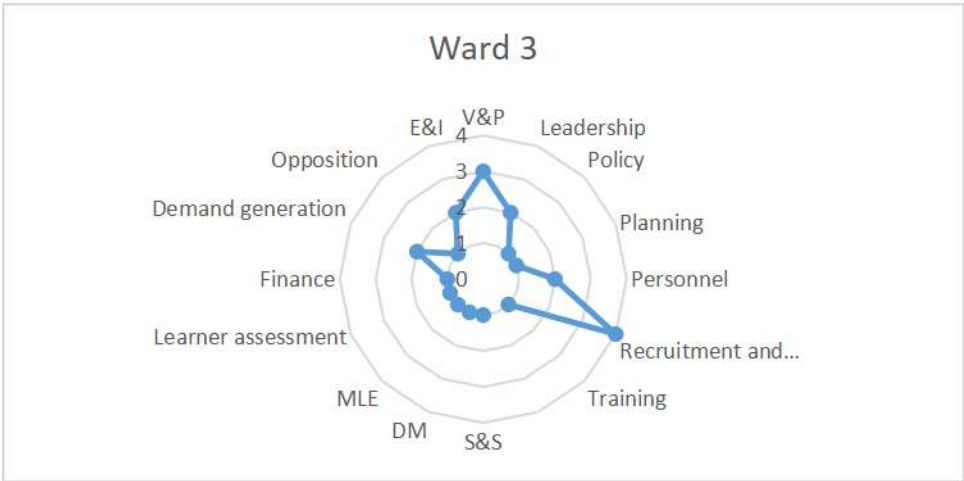 Ward 3
V&P
E&I
Leadership
4
Opposition
Policy
3
Demand generation
2
Planning
1
Finance
0
Personnel
Learner assessment
Recruitment and...
MLE
Training
DM
S&S